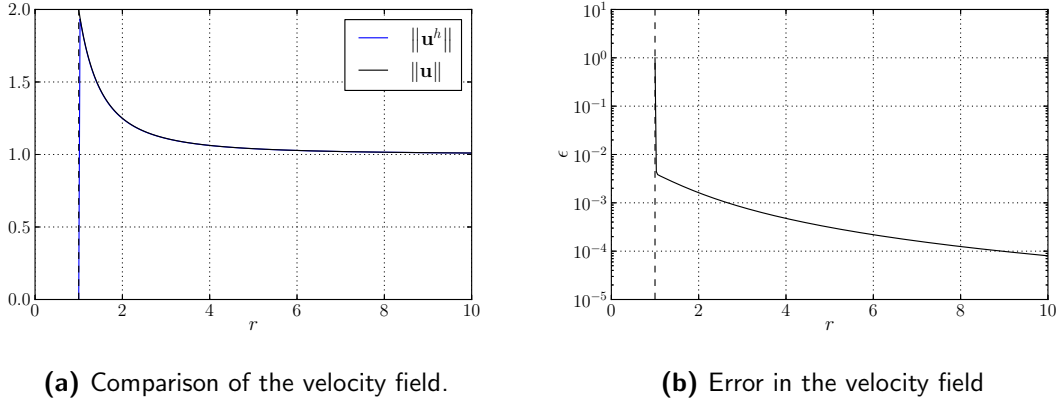 2.0
1.5
1.0
0.5
0.0
0 2 4 6 8 10
r
‖u^h‖
‖u‖
10^1
10^0
10^-1
10^-2
10^-3
10^-4
10^-5
ϵ
0 2 4 6 8 10
r
(a) Comparison of the velocity field.
(b) Error in the velocity field